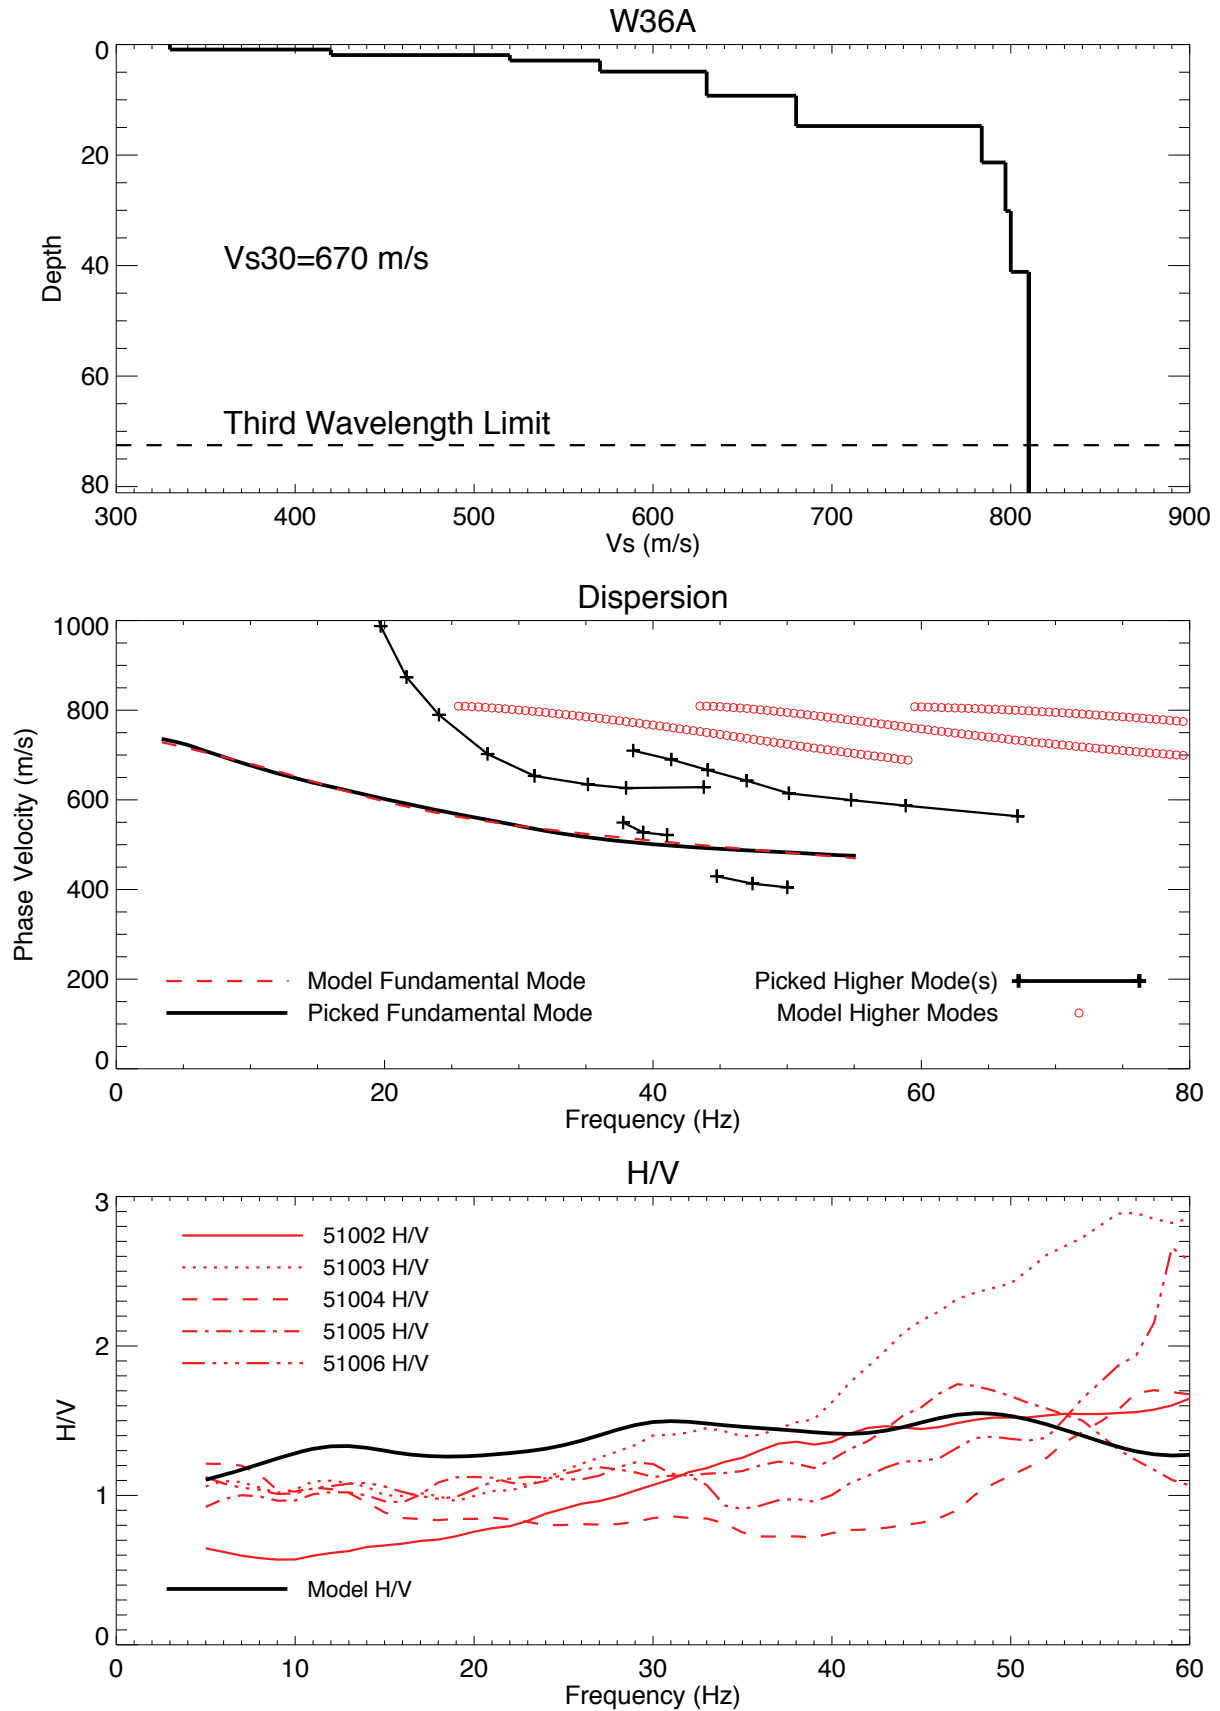 W36A
0
20
40
60
80
Depth
Vs30=670 m/s
Third Wavelength Limit
300 400 500 600 700 800 900
Vs (m/s)
Dispersion
1000
800
600
400
200
0
Phase Velocity (m/s)
Model Fundamental Mode
Picked Fundamental Mode
Picked Higher Mode(s)
Model Higher Modes
0 20 40 60 80
Frequency (Hz)
H/V
3
2
1
0
H/V
51002 H/V
51003 H/V
51004 H/V
51005 H/V
51006 H/V
Model H/V
0 10 20 30 40 50 60
Frequency (Hz)